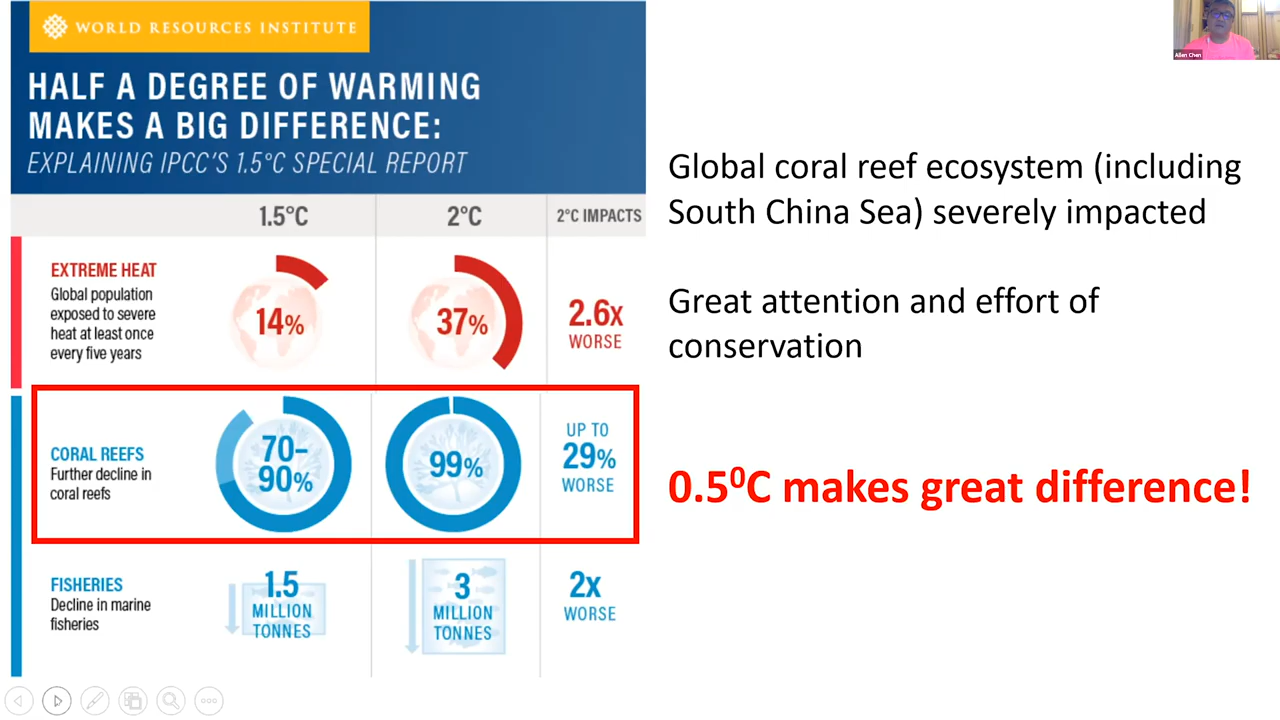 WORLD RESOURCES INSTITUTE
HALF A DEGREE OF WARMING
MAKES A BIG DIFFERENCE:
EXPLAINING IPCC'S 1.5°C SPECIAL REPORT
1.5°C
2°C
2°C IMPACTS
EXTREME HEAT
Global population
exposed to severe
heat at least once
every five years
14%
37%
2.6x
WORSE
CORAL REEFS
Further decline in
coral reefs
70–
90%
99%
UP TO
29%
WORSE
FISHERIES
Decline in marine
fisheries
1.5
MILLION
TONNES
3
MILLION
TONNES
2x
WORSE
Global coral reef ecosystem (including
South China Sea) severely impacted
Great attention and effort of
conservation
0.5⁰C makes great difference!
Allen Chen